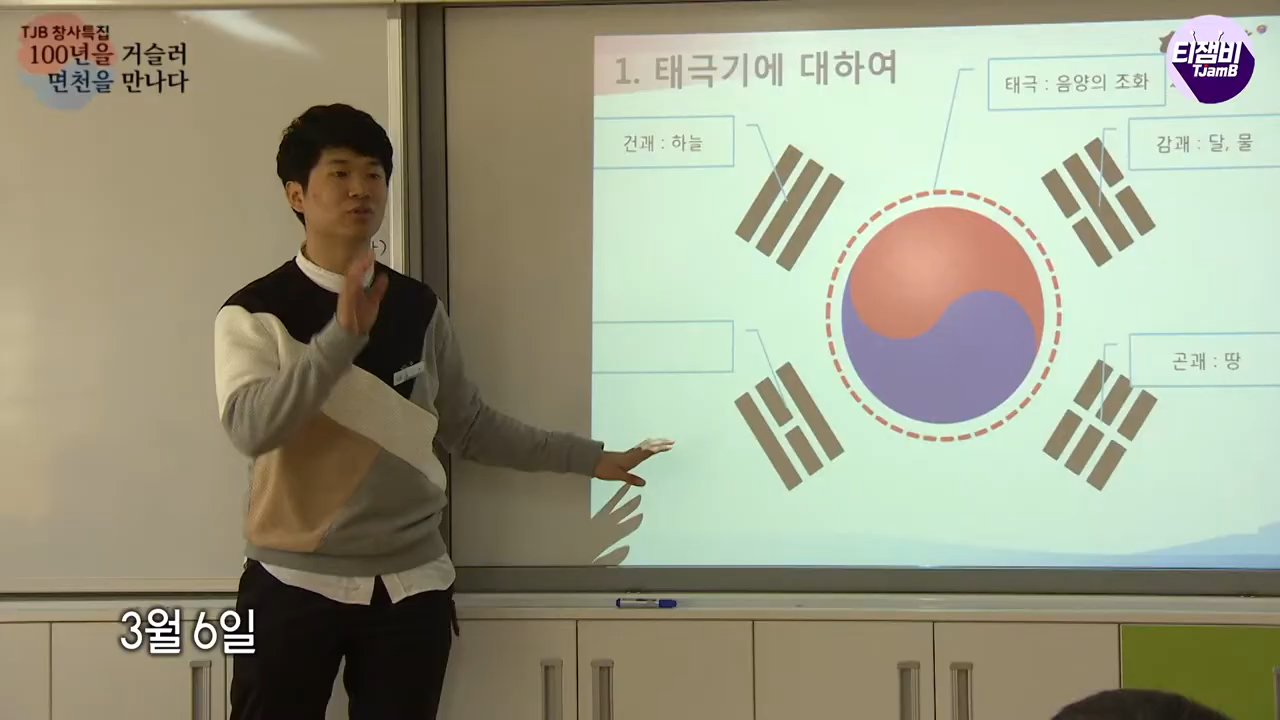 TJB 창사특집
100년을 거슬러
면천을 만나다
티잼비
TJamB
1. 태극기에 대하여
태극 : 음양의 조화
건괘 : 하늘
감괘 : 달, 물
곤괘 : 땅
3월 6일